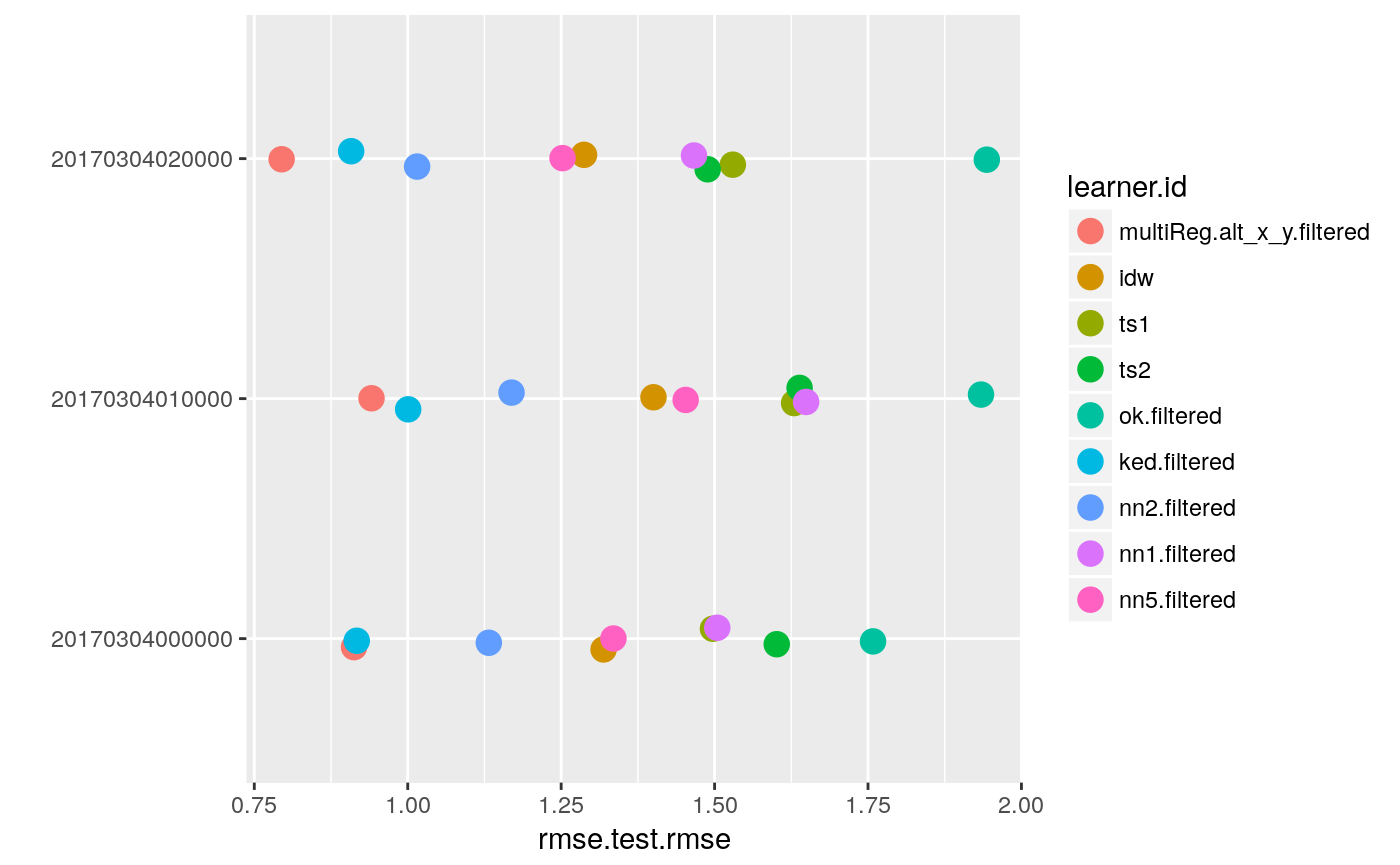 20170304020000
20170304010000
20170304000000
0.75 1.00 1.25 1.50 1.75 2.00
rmse.test.rmse
learner.id
multiReg.alt_x_y.filtered
idw
ts1
ts2
ok.filtered
ked.filtered
nn2.filtered
nn1.filtered
nn5.filtered